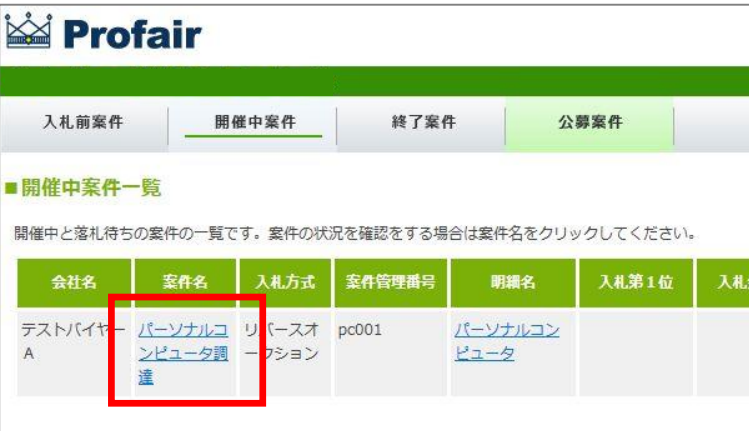 Profair
入札前案件 開催中案件 終了案件 公募案件
■開催中案件一覧
開催中と落札待ちの案件の一覧です。案件の状況を確認をする場合は案件名をクリックしてください。
会社名 案件名 入札方式 案件管理番号 明細名 入札第1位 入札
テストバイヤー パーソナルコ リバースオ pc001 パーソナルコン
A ンピュータ調 ークション ピュータ
達